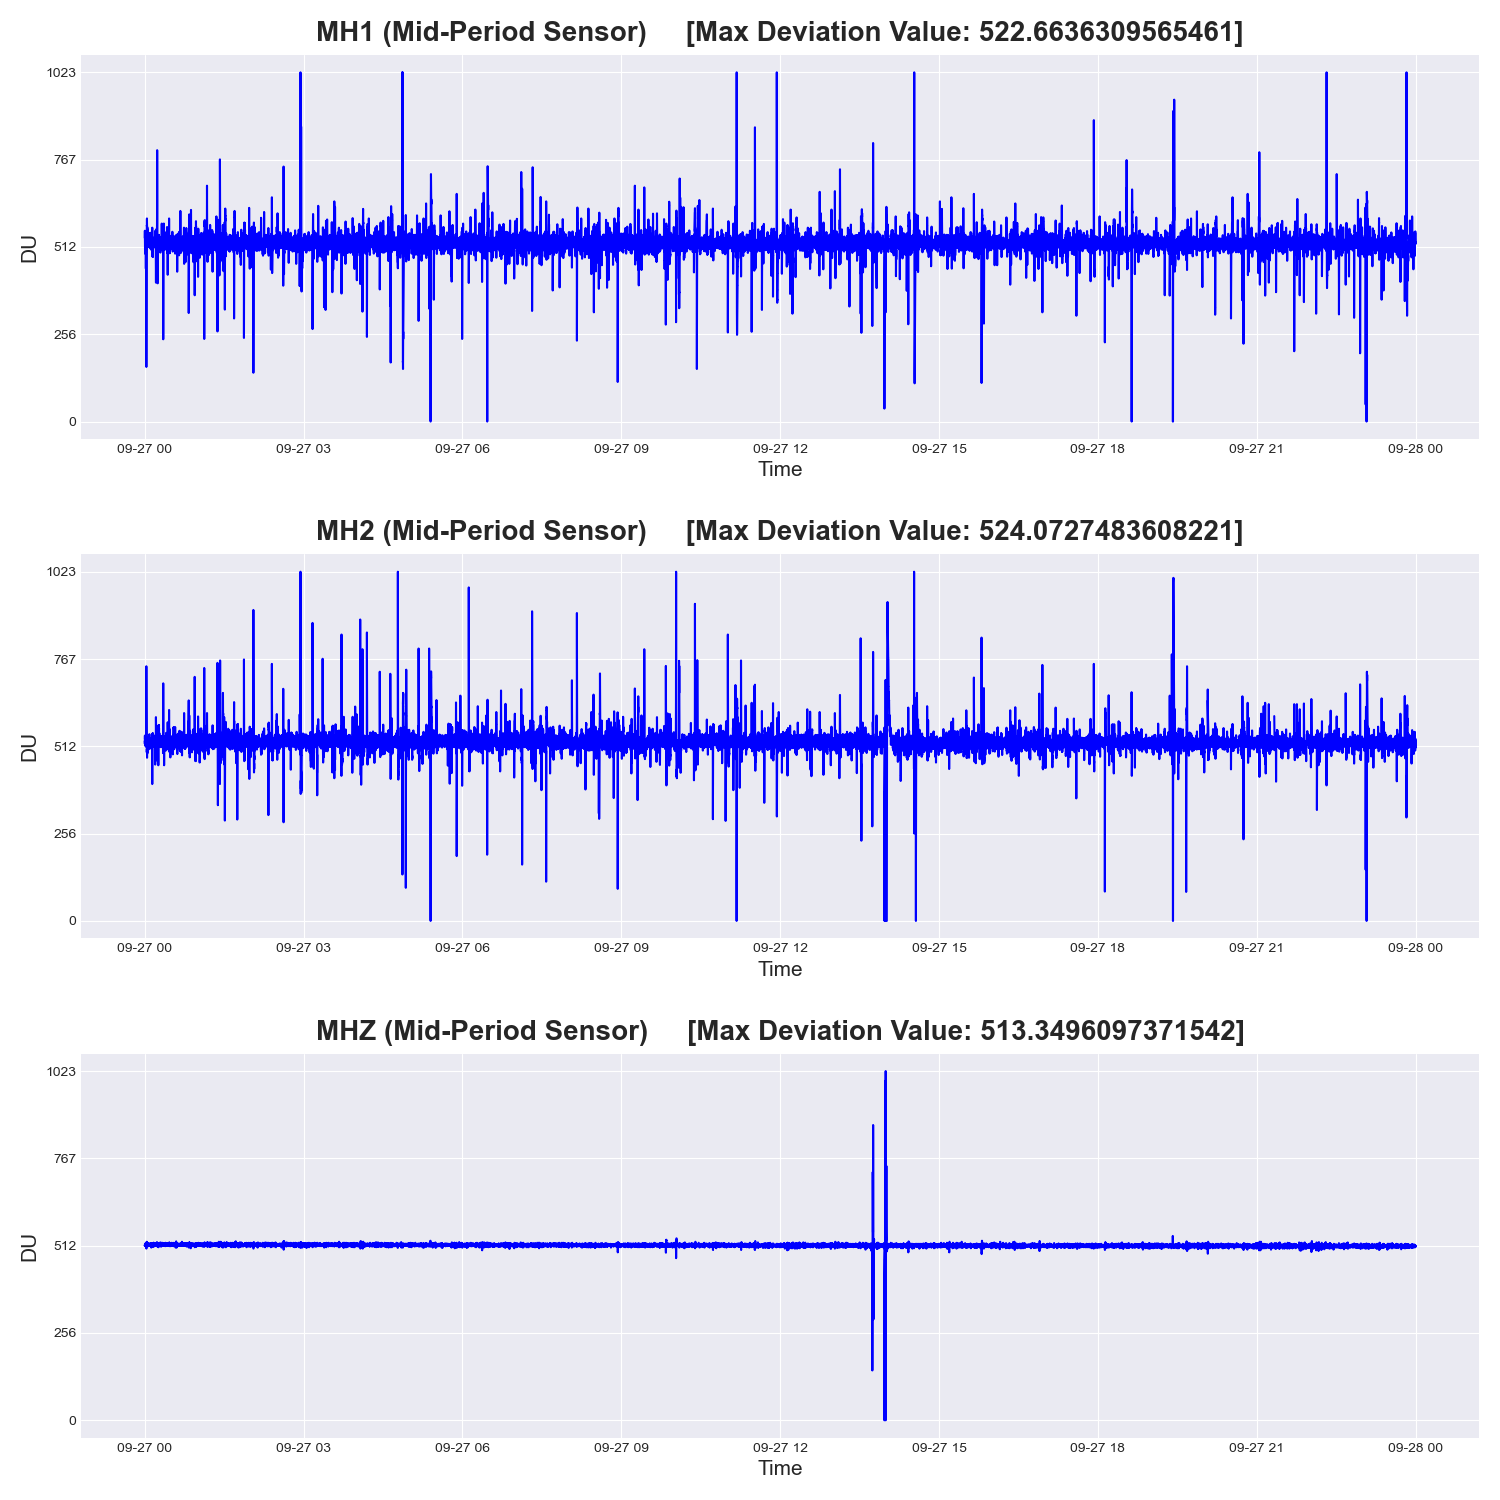 MH1 (Mid-Period Sensor) [Max Deviation Value: 522.6636309565461]
1023
767
512
256
0
DU
09-27 00 09-27 03 09-27 06 09-27 09 09-27 12 09-27 15 09-27 18 09-27 21 09-28 00
Time
MH2 (Mid-Period Sensor) [Max Deviation Value: 524.0727483608221]
1023
767
512
256
0
DU
09-27 00 09-27 03 09-27 06 09-27 09 09-27 12 09-27 15 09-27 18 09-27 21 09-28 00
Time
MHZ (Mid-Period Sensor) [Max Deviation Value: 513.3496097371542]
1023
767
512
256
0
DU
09-27 00 09-27 03 09-27 06 09-27 09 09-27 12 09-27 15 09-27 18 09-27 21 09-28 00
Time